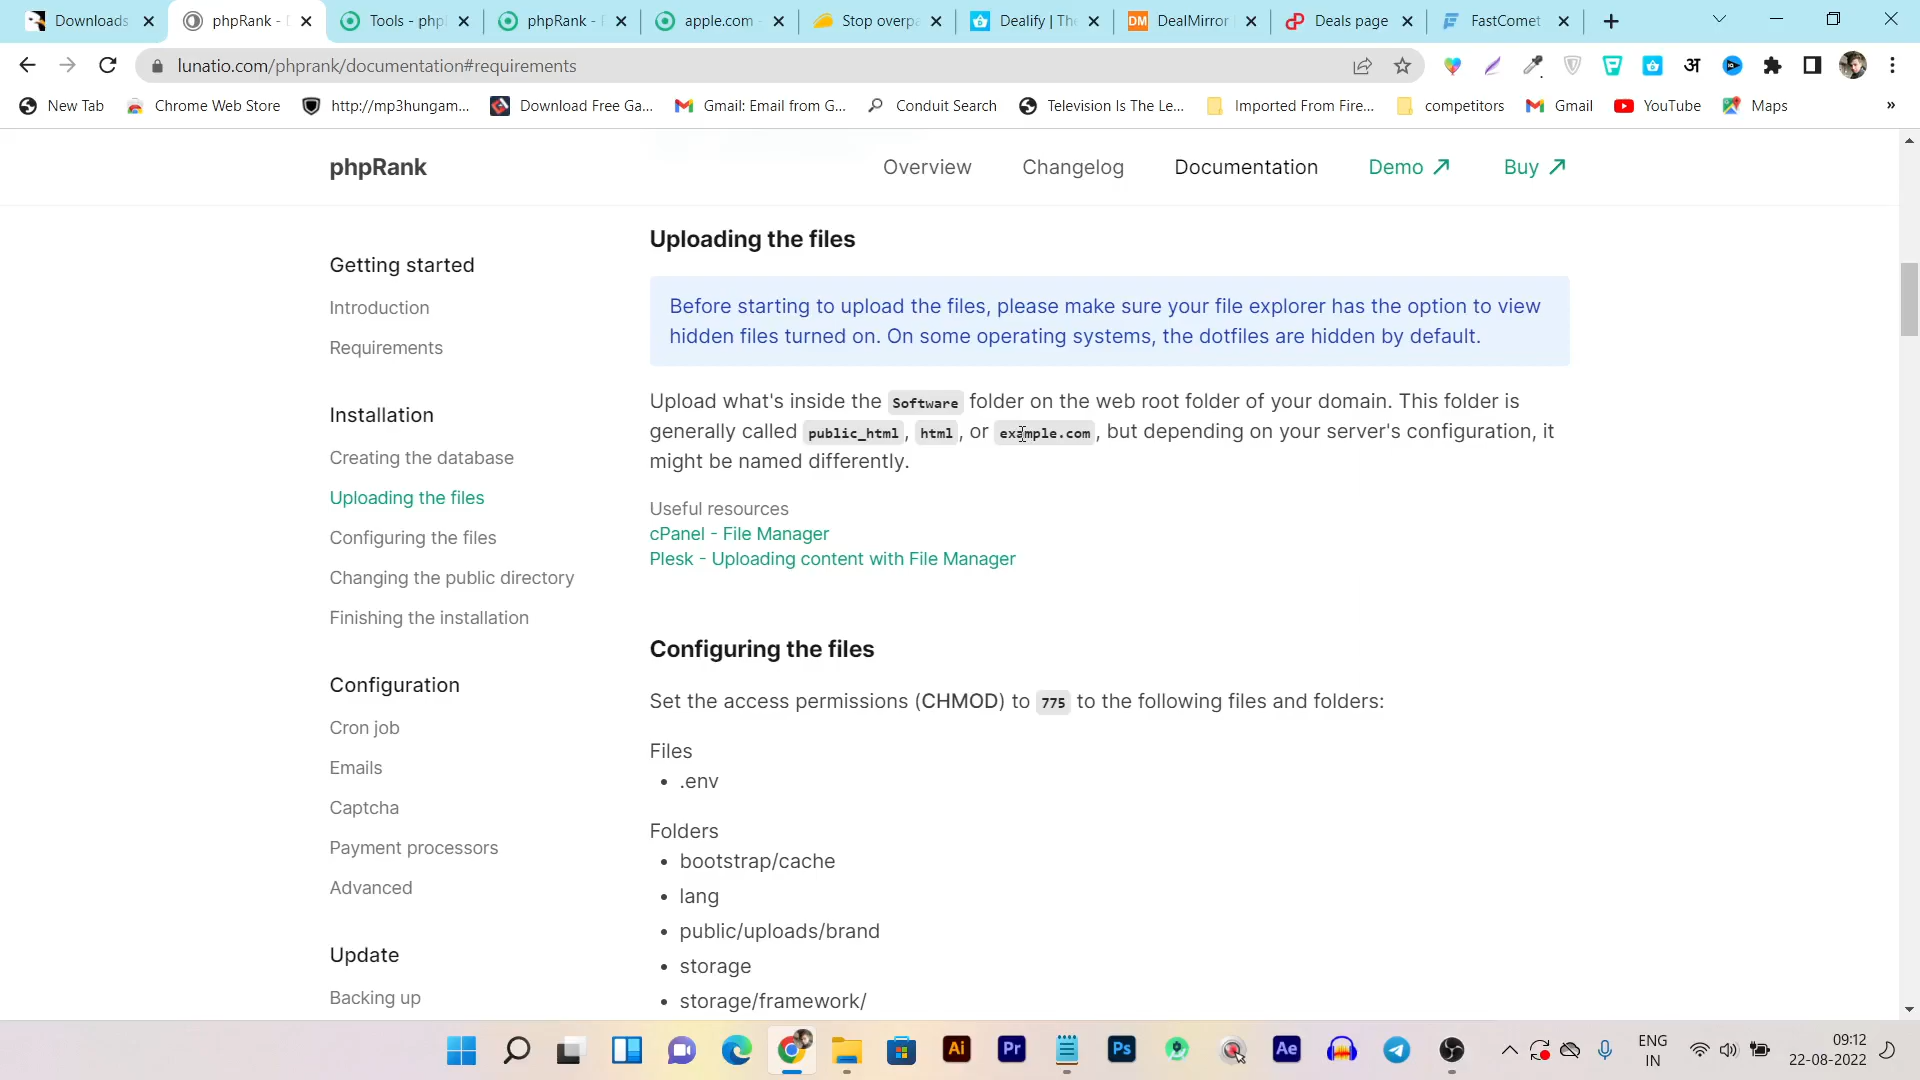 Downloads
phpRank - D
Tools - php
phpRank - D
apple.com -
Stop overpa
Dealify | The
DealMirror
Deals page
FastComet
lunatio.com/phprank/documentation#requirements
New Tab
Chrome Web Store
http://mp3hungam...
Download Free Ga...
Gmail: Email from G...
Conduit Search
Television Is The Le...
Imported From Fire...
competitors
Gmail
YouTube
Maps
»
phpRank
Overview
Changelog
Documentation
Demo
Buy
Getting started
Introduction
Requirements
Installation
Creating the database
Uploading the files
Configuring the files
Changing the public directory
Finishing the installation
Configuration
Cron job
Emails
Captcha
Payment processors
Advanced
Update
Backing up
Uploading the files
Before starting to upload the files, please make sure your file explorer has the option to view
hidden files turned on. On some operating systems, the dotfiles are hidden by default.
Upload what's inside the Software folder on the web root folder of your domain. This folder is
generally called public_html, html, or example.com, but depending on your server's configuration, it
might be named differently.
Useful resources
cPanel - File Manager
Plesk - Uploading content with File Manager
Configuring the files
Set the access permissions (CHMOD) to 775 to the following files and folders:
Files
• .env
Folders
• bootstrap/cache
• lang
• public/uploads/brand
• storage
• storage/framework/
ENG
IN
09:12
22-08-2022